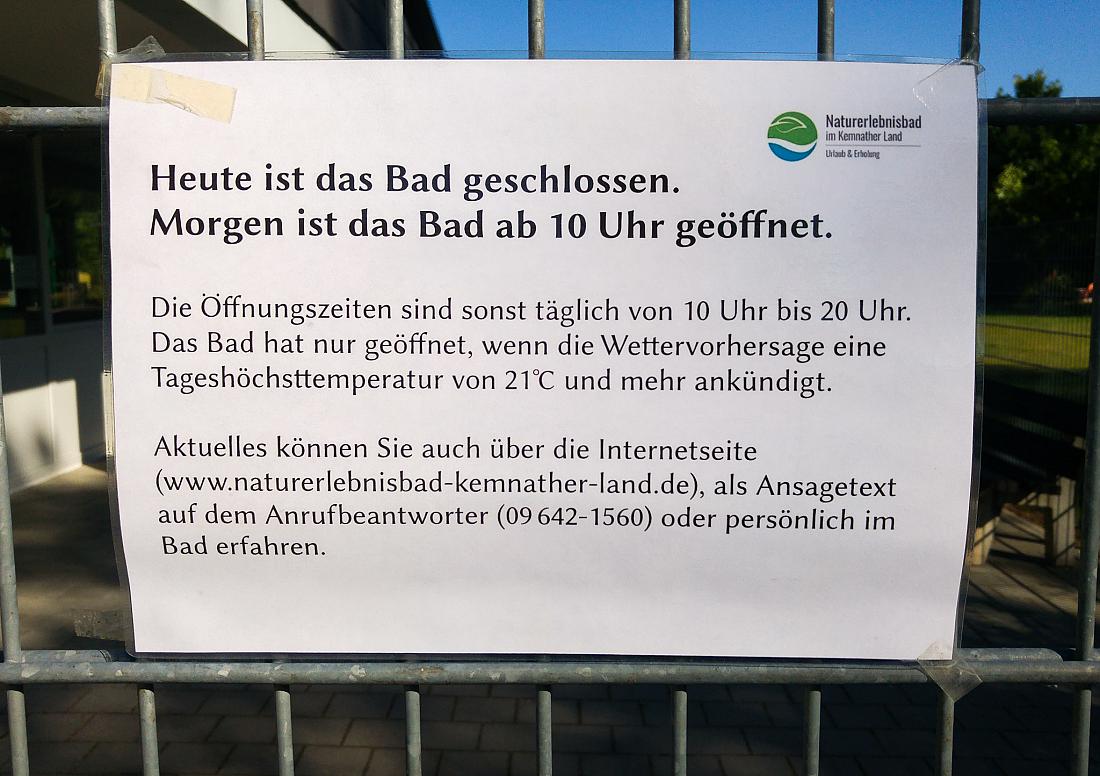 Naturerlebnisbad
im Kemnather Land
Urlaub & Erholung
Heute ist das Bad geschlossen.
Morgen ist das Bad ab 10 Uhr geöffnet.
Die Öffnungszeiten sind sonst täglich von 10 Uhr bis 20 Uhr.
Das Bad hat nur geöffnet, wenn die Wettervorhersage eine
Tageshöchsttemperatur von 21°C und mehr ankündigt.
Aktuelles können Sie auch über die Internetseite
(www.naturerlebnisbad-kemnather-land.de), als Ansagetext
auf dem Anrufbeantworter (09 642-1560) oder persönlich im
Bad erfahren.